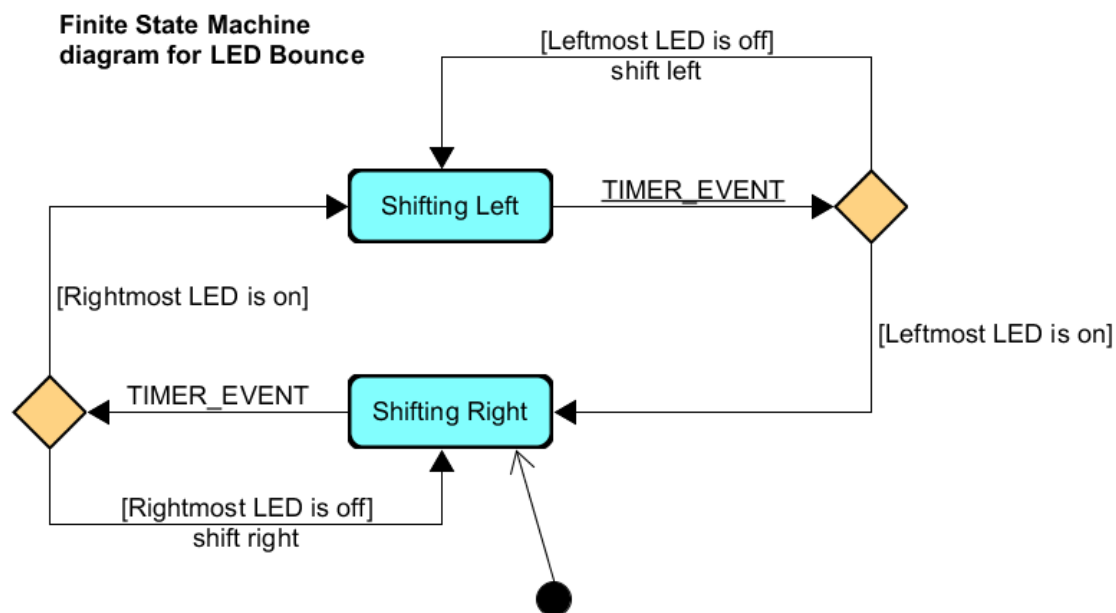 Finite State Machine
diagram for LED Bounce
[Leftmost LED is off]
shift left
Shifting Left
TIMER_EVENT
[Rightmost LED is on]
[Leftmost LED is on]
TIMER_EVENT
Shifting Right
[Rightmost LED is off]
shift right